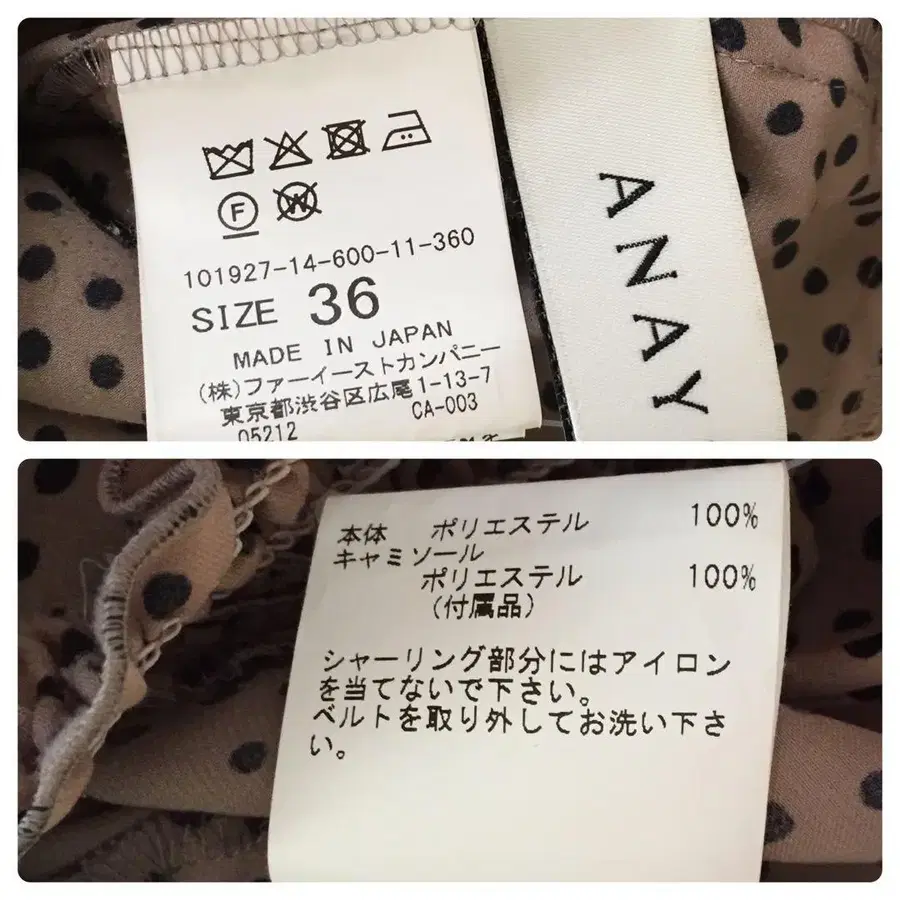 F
W
101927-14-600-11-360
SIZE 36
MADE IN JAPAN
(株)ファーイーストカンパニー
東京都渋谷区広尾1-13-7
05212 CA-003
ANAY
本体 ポリエステル 100%
キャミソール
ポリエステル 100%
(付属品)
シャーリング部分にはアイロン
を当てないで下さい。
ベルトを取り外してお洗い下さ
い。